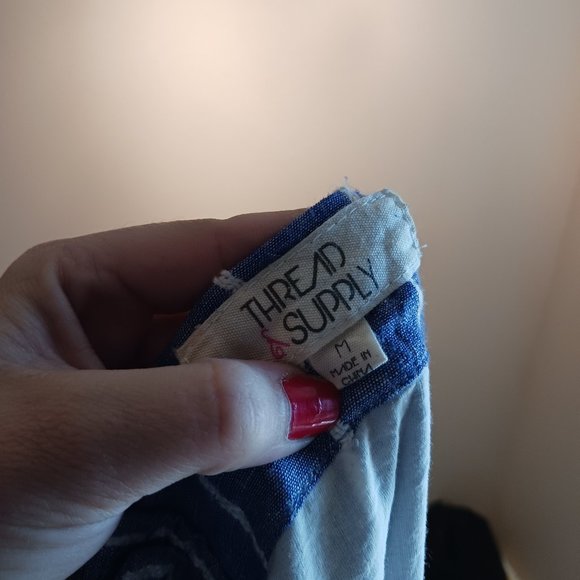 THREAD
& SUPPLY
M
MADE IN
CHINA